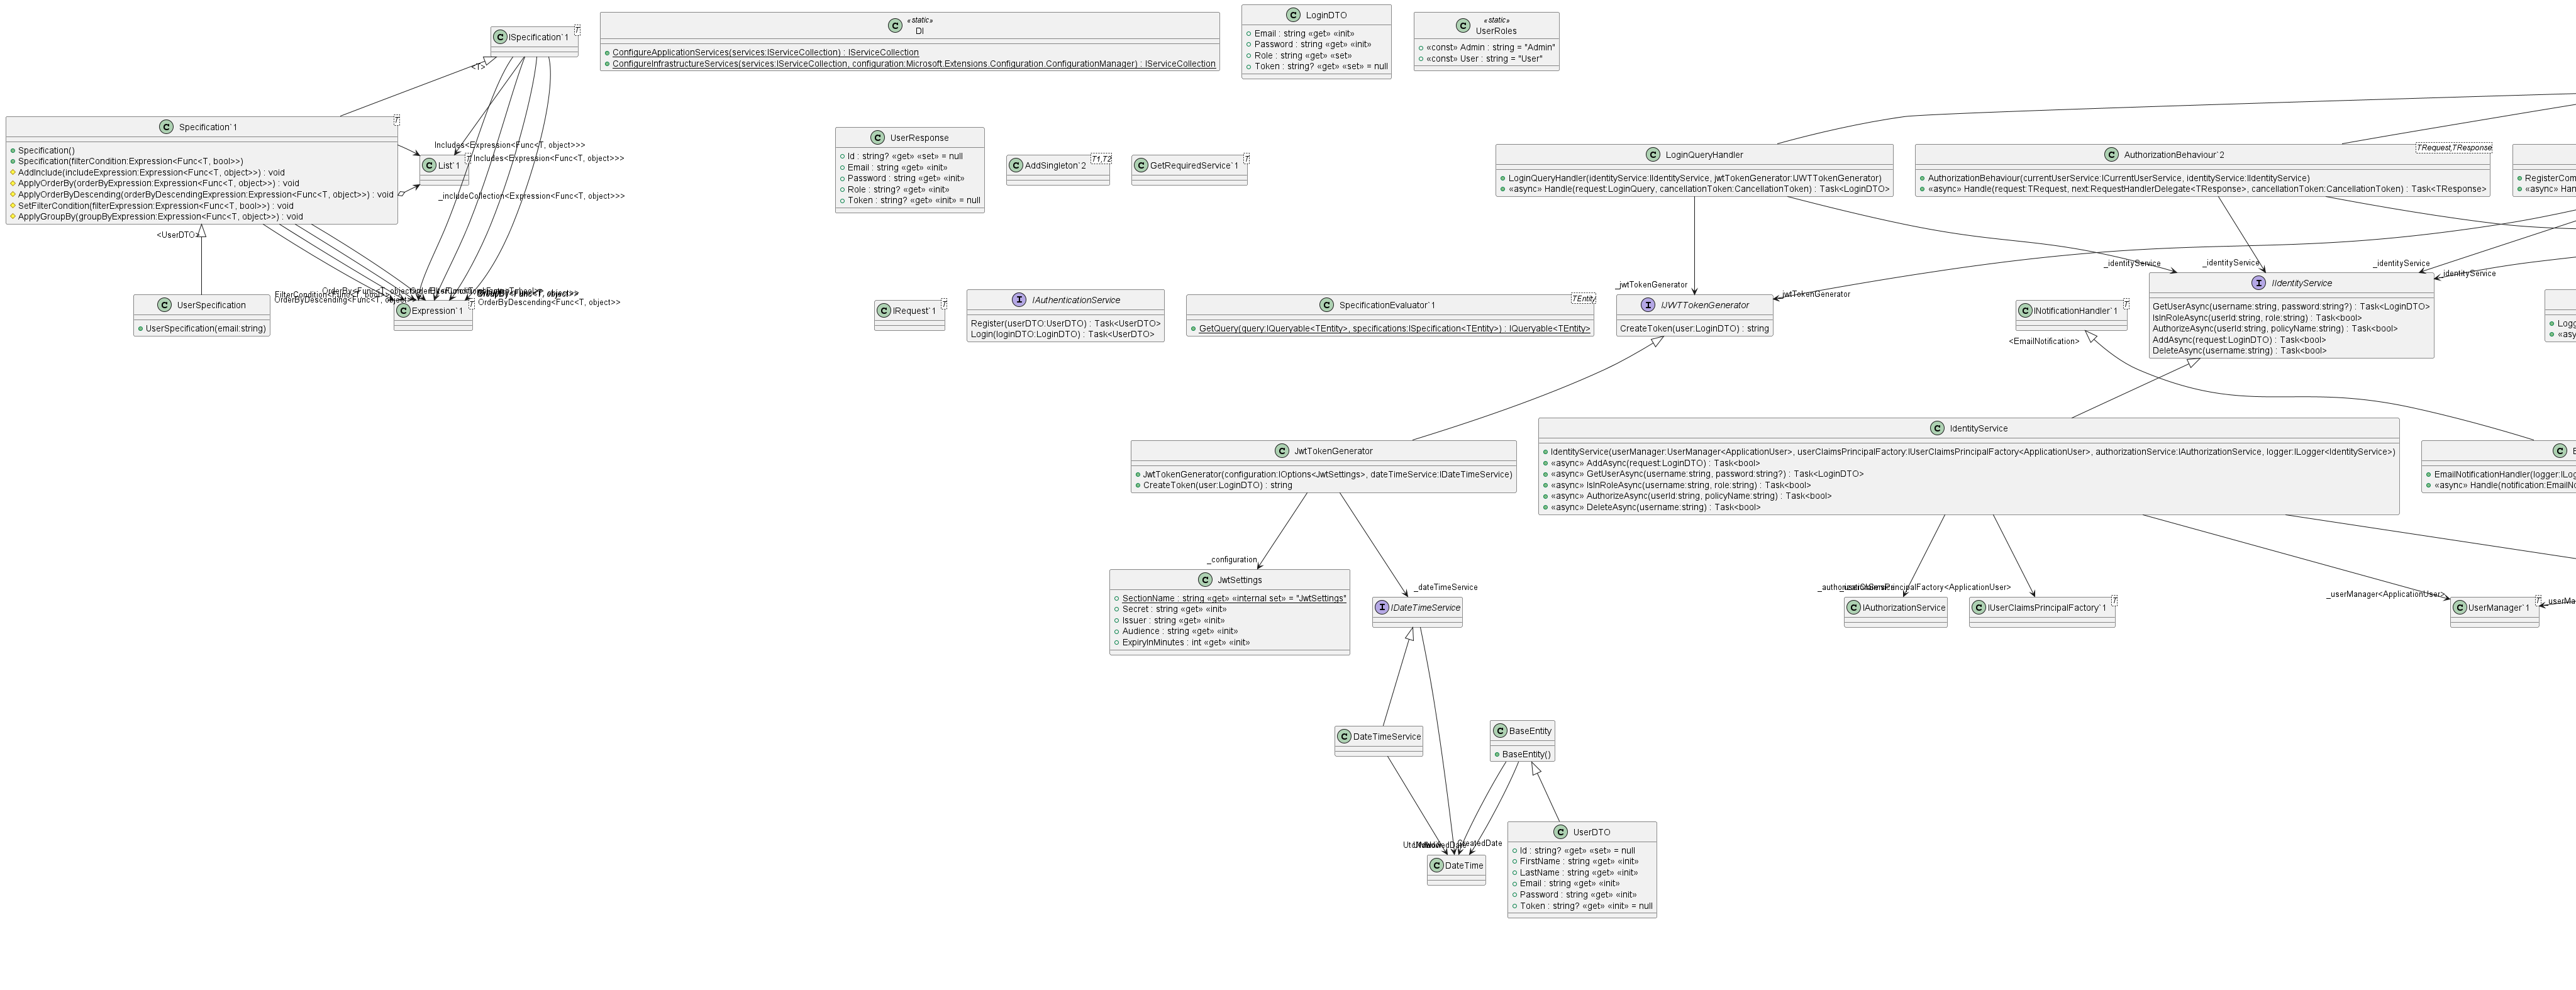 C ISpecification`1
T
<T>
C «static»
DI
ConfigureApplicationServices(services:IServiceCollection) : IServiceCollection
ConfigureInfrastructureServices(services:IServiceCollection, configuration:Microsoft.Extensions.Configuration.ConfigurationManager) : IServiceCollection
C LoginDTO
Email : string «get» «init»
Password : string «get» «init»
Role : string «get» «set»
Token : string? «get» «set» = null
C «static»
UserRoles
«const» Admin : string = "Admin"
«const» User : string = "User"
C Specification`1
T
Specification()
Specification(filterCondition:Expression<Func<T, bool>>)
AddInclude(includeExpression:Expression<Func<T, object>>) : void
ApplyOrderBy(orderByExpression:Expression<Func<T, object>>) : void
ApplyOrderByDescending(orderByDescendingExpression:Expression<Func<T, object>>) : void
SetFilterCondition(filterExpression:Expression<Func<T, bool>>) : void
ApplyGroupBy(groupByExpression:Expression<Func<T, object>>) : void
Includes<Expression<Func<T, object>>>
Includes<Expression<Func<T, object>>>
C List`1
_includeCollection<Expression<Func<T, object>>>
C UserResponse
Id : string? «get» «set» = null
Email : string «get» «init»
Password : string «get» «init»
Role : string? «get» «init»
Token : string? «get» «init» = null
C AddSingleton`2
T1,T2
C GetRequiredService`1
T
C LoginQueryHandler
LoginQueryHandler(identityService:IIdentityService, jwtTokenGenerator:IJWTTokenGenerator)
«async» Handle(request:LoginQuery, cancellationToken:CancellationToken) : Task<LoginDTO>
C AuthorizationBehaviour`2
TRequest,TResponse
AuthorizationBehaviour(currentUserService:ICurrentUserService, identityService:IIdentityService)
«async» Handle(request:TRequest, next:RequestHandlerDelegate<TResponse>, cancellationToken:CancellationToken) : Task<TResponse>
RegisterCom
«async» Han
<UserDTO>
C UserSpecification
UserSpecification(email:string)
OrderByDescending<Func<T, object>>
C Expression`1
T
C IRequest`1
T
I IAuthenticationService
Register(userDTO:UserDTO) : Task<UserDTO>
Login(loginDTO:LoginDTO) : Task<UserDTO>
C SpecificationEvaluator`1
TEntity
GetQuery(query:IQueryable<TEntity>, specifications:ISpecification<TEntity>) : IQueryable<TEntity>
_jwtTokenGenerator
_jwtTokenGenerator
I IJWTTokenGenerator
CreateToken(user:LoginDTO) : string
C INotificationHandler`1
T
<EmailNotification>
_identityService
_identityService
_identityService
_identityService
I IIdentityService
GetUserAsync(username:string, password:string?) : Task<LoginDTO>
IsInRoleAsync(userId:string, role:string) : Task<bool>
AuthorizeAsync(userId:string, policyName:string) : Task<bool>
AddAsync(request:LoginDTO) : Task<bool>
DeleteAsync(username:string) : Task<bool>
Logg
«asy
C JwtTokenGenerator
JwtTokenGenerator(configuration:IOptions<JwtSettings>, dateTimeService:IDateTimeService)
CreateToken(user:LoginDTO) : string
C IdentityService
IdentityService(userManager:UserManager<ApplicationUser>, userClaimsPrincipalFactory:IUserClaimsPrincipalFactory<ApplicationUser>, authorizationService:IAuthorizationService, logger:ILogger<IdentityService>)
«async» AddAsync(request:LoginDTO) : Task<bool>
«async» GetUserAsync(username:string, password:string?) : Task<LoginDTO>
«async» IsInRoleAsync(username:string, role:string) : Task<bool>
«async» AuthorizeAsync(userId:string, policyName:string) : Task<bool>
«async» DeleteAsync(username:string) : Task<bool>
C E
EmailNotificationHandler(logger:ILog
«async» Handle(notification:EmailNo
_configuration
C JwtSettings
SectionName : string «get» «internal set» = "JwtSettings"
Secret : string «get» «init»
Issuer : string «get» «init»
Audience : string «get» «init»
ExpiryInMinutes : int «get» «init»
_dateTimeService
I IDateTimeService
C IAuthorizationService
C IUserClaimsPrincipalFactory`1
T
_userManager<ApplicationUser>
C UserManager`1
T
C DateTimeService
C BaseEntity
BaseEntity()
CreatedDate
C DateTime
C UserDTO
Id : string? «get» «set» = null
FirstName : string «get» «init»
LastName : string «get» «init»
Email : string «get» «init»
Password : string «get» «init»
Token : string? «get» «init» = null